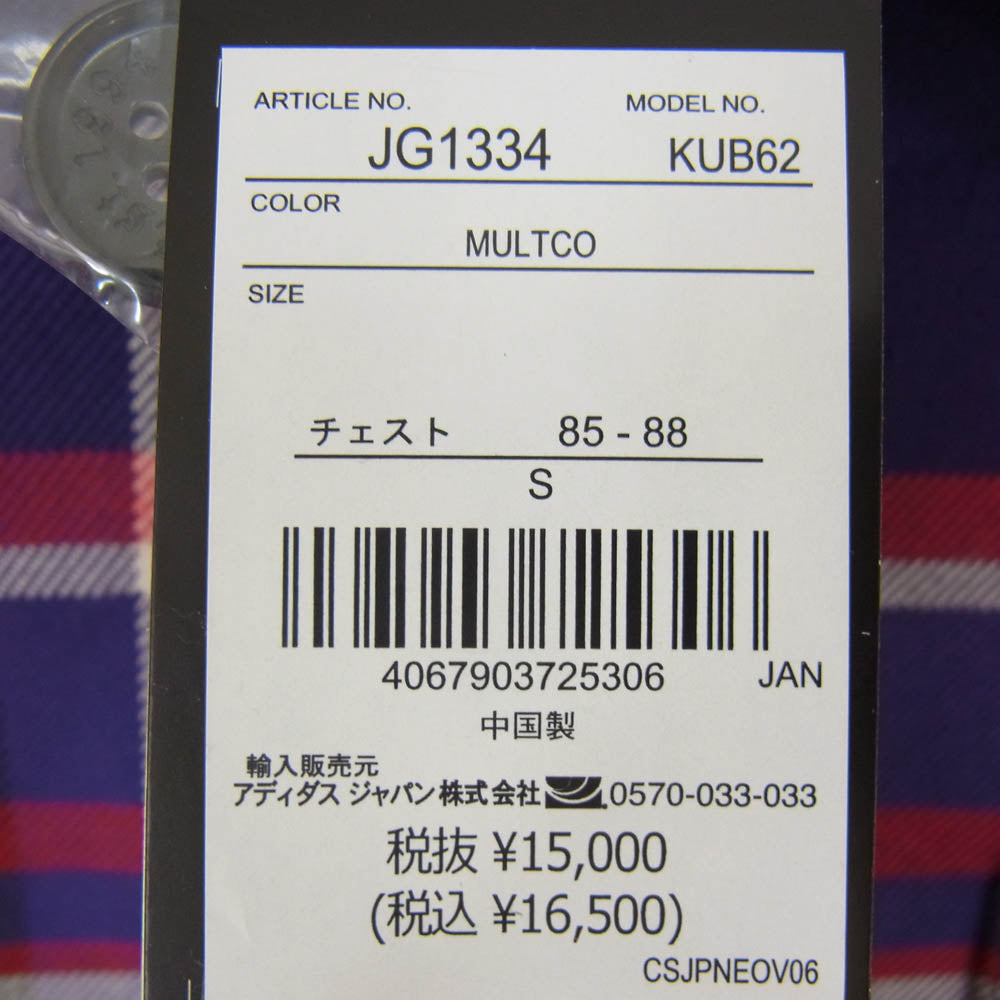 ARTICLE NO. MODEL NO.
JG1334 KUB62
COLOR
MULTCO
SIZE
チェスト 85 - 88
S
4067903725306 JAN
中国製
輸入販売元
アディダス ジャパン株式会社 0570-033-033
税抜 ¥15,000
(税込 ¥16,500)
CSJPNEOV06